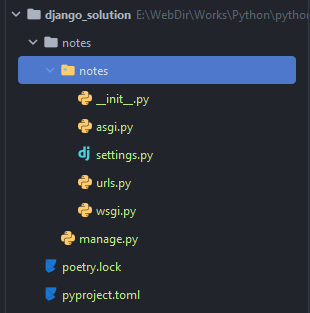 django_solution E:\WebDir\Works\Python\python
notes
notes
__init__.py
asgi.py
dj settings.py
urls.py
wsgi.py
manage.py
poetry.lock
pyproject.toml